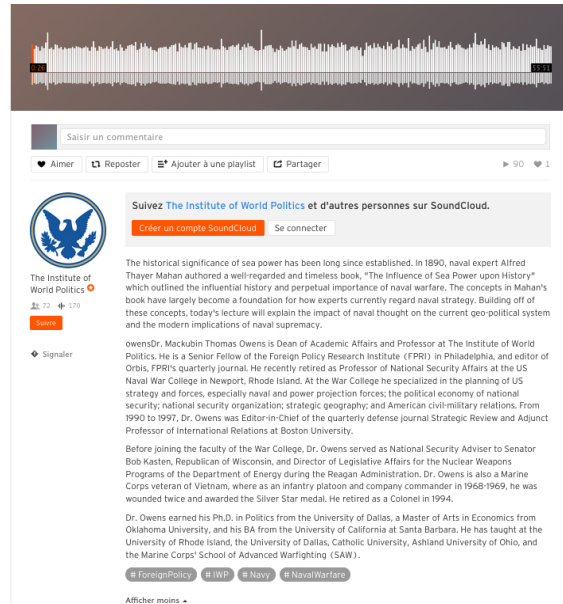 0:26
55:51
Saisir un commentaire
Aimer
Reposter
Ajouter à une playlist
Partager
90
1
Suivez The Institute of World Politics et d'autres personnes sur SoundCloud.
Créer un compte SoundCloud
Se connecter
The Institute of
World Politics
72
170
Suivre
Signaler
The historical significance of sea power has been long since established. In 1890, naval expert Alfred
Thayer Mahan authored a well-regarded and timeless book, "The Influence of Sea Power upon History"
which outlined the influential history and perpetual importance of naval warfare. The concepts in Mahan's
book have largely become a foundation for how experts currently regard naval strategy. Building off of
these concepts, today's lecture will explain the impact of naval thought on the current geo-political system
and the modern implications of naval supremacy.
owensDr. Mackubin Thomas Owens is Dean of Academic Affairs and Professor at The Institute of World
Politics. He is a Senior Fellow of the Foreign Policy Research Institute (FPRI) in Philadelphia, and editor of
Orbis, FPRI's quarterly journal. He recently retired as Professor of National Security Affairs at the US
Naval War College in Newport, Rhode Island. At the War College he specialized in the planning of US
strategy and forces, especially naval and power projection forces; the political economy of national
security; national security organization; strategic geography; and American civil-military relations. From
1990 to 1997, Dr. Owens was Editor-in-Chief of the quarterly defense journal Strategic Review and Adjunct
Professor of International Relations at Boston University.
Before joining the faculty of the War College, Dr. Owens served as National Security Adviser to Senator
Bob Kasten, Republican of Wisconsin, and Director of Legislative Affairs for the Nuclear Weapons
Programs of the Department of Energy during the Reagan Administration. Dr. Owens is also a Marine
Corps veteran of Vietnam, where as an infantry platoon and company commander in 1968-1969, he was
wounded twice and awarded the Silver Star medal. He retired as a Colonel in 1994.
Dr. Owens earned his Ph.D. in Politics from the University of Dallas, a Master of Arts in Economics from
Oklahoma University, and his BA from the University of California at Santa Barbara. He has taught at the
University of Rhode Island, the University of Dallas, Catholic University, Ashland University of Ohio, and
the Marine Corps' School of Advanced Warfighting (SAW).
# ForeignPolicy
# IWP
# Navy
# NavalWarfare
Afficher moins